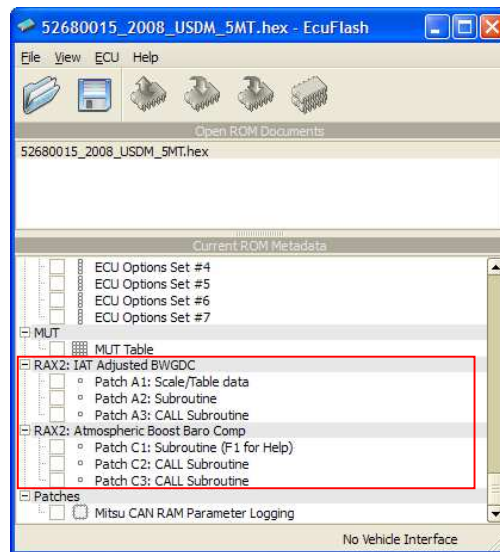 52680015_2008_USDM_5MT.hex - EcuFlash
File View ECU Help
Open ROM Documents
52680015_2008_USDM_5MT.hex
Current ROM Metadata
ECU Options Set #4
ECU Options Set #5
ECU Options Set #6
ECU Options Set #7
MUT
MUT Table
RAX2: IAT Adjusted BWGDC
Patch A1: Scale/Table data
Patch A2: Subroutine
Patch A3: CALL Subroutine
RAX2: Atmospheric Boost Baro Comp
Patch C1: Subroutine (F1 for Help)
Patch C2: CALL Subroutine
Patch C3: CALL Subroutine
Patches
Mitsu CAN RAM Parameter Logging
No Vehicle Interface